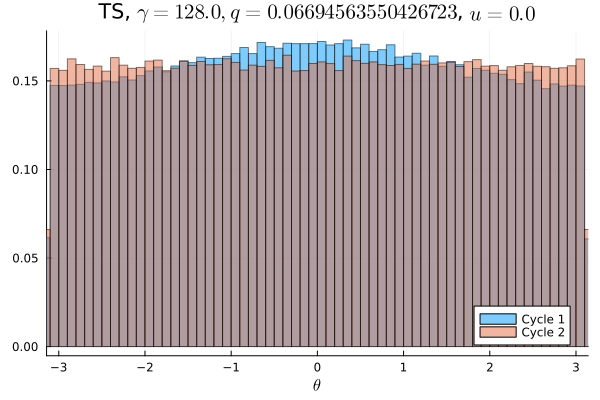 TS, γ = 128.0, q = 0.06694563550426723, u = 0.0
0.15
0.10
0.05
0.00
Cycle 1
Cycle 2
−3 −2 −1 0 1 2 3
θ